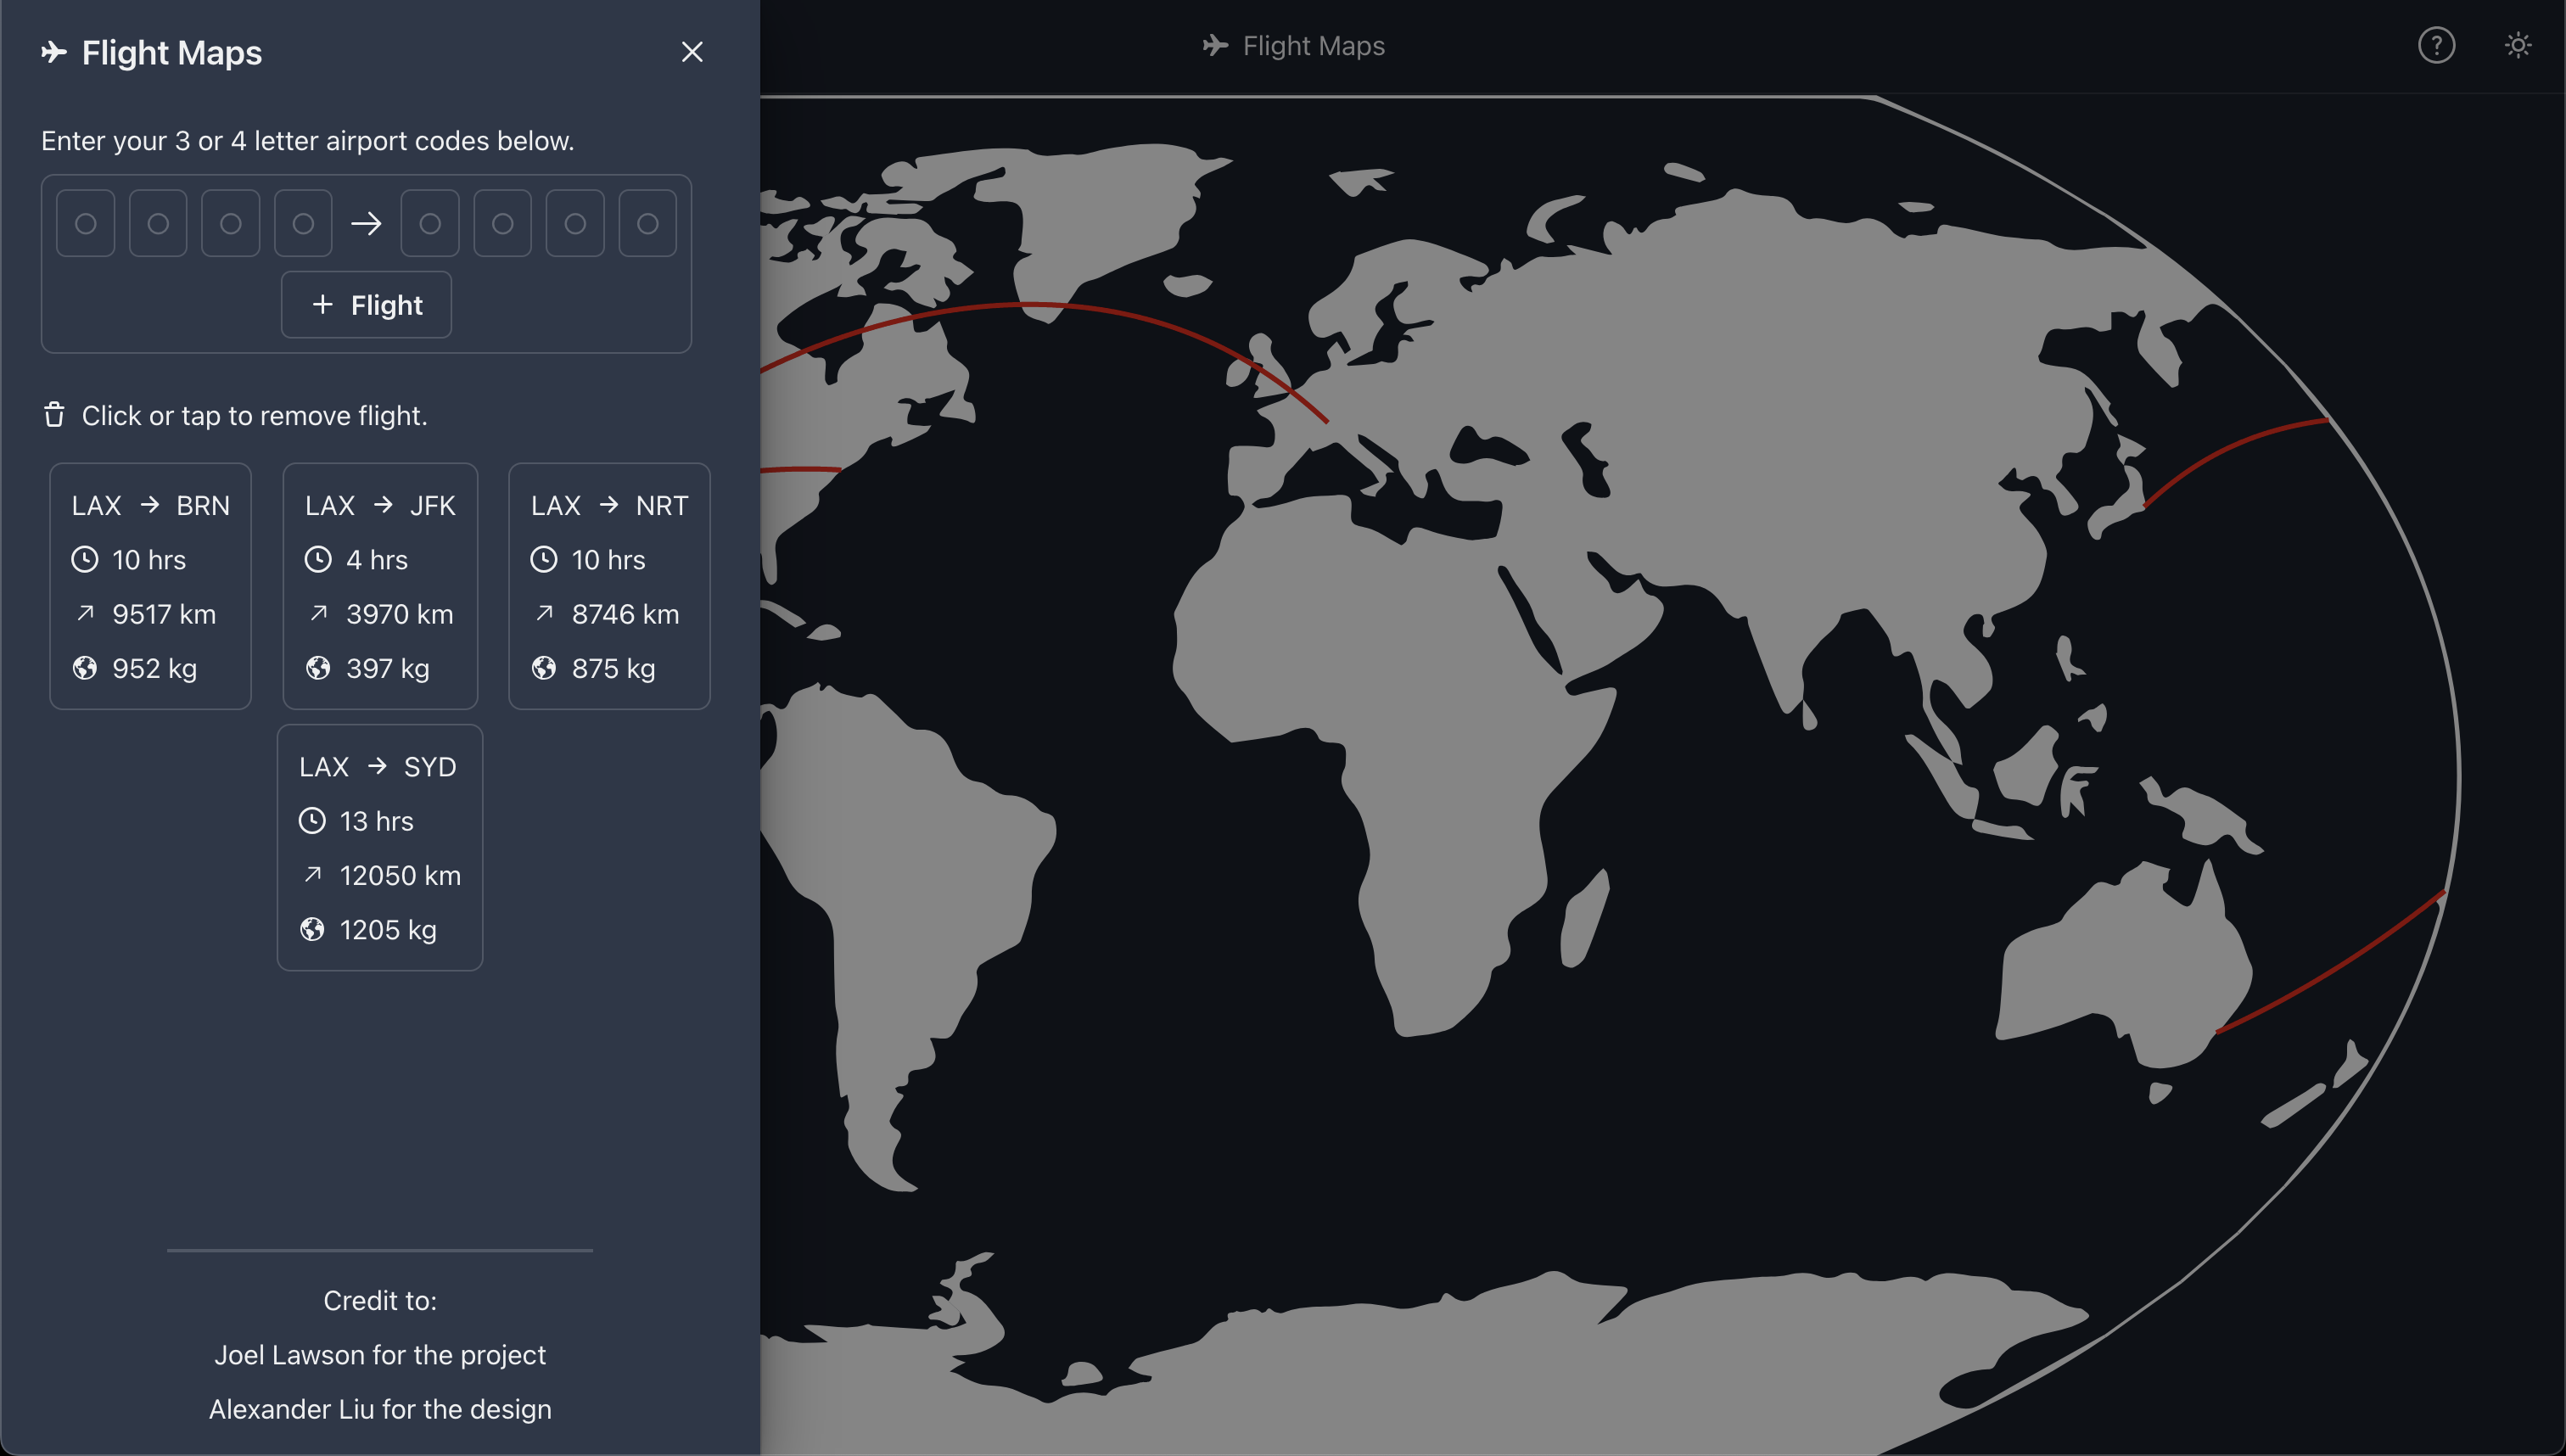 Flight Maps
Flight Maps
?
Enter your 3 or 4 letter airport codes below.
→
+ Flight
Click or tap to remove flight.
LAX → BRN
10 hrs
9517 km
952 kg
LAX → JFK
4 hrs
3970 km
397 kg
LAX → NRT
10 hrs
8746 km
875 kg
LAX → SYD
13 hrs
12050 km
1205 kg
Credit to:
Joel Lawson for the project
Alexander Liu for the design